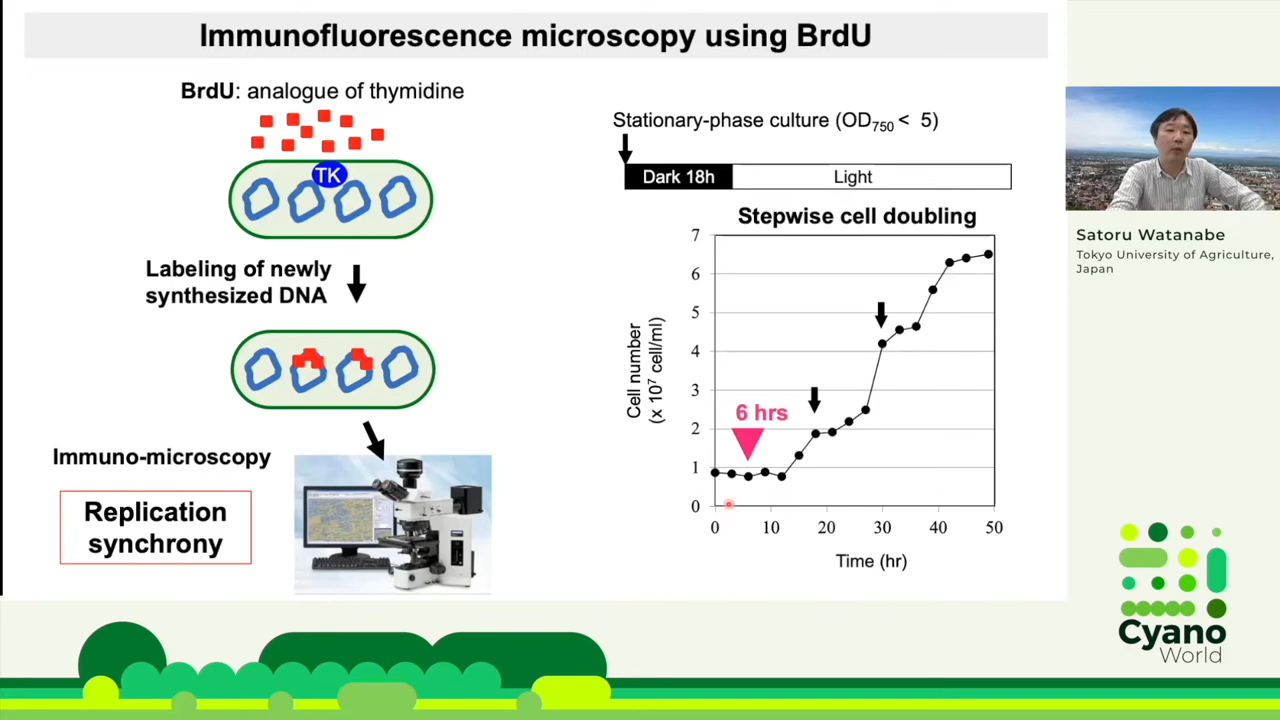 Immunofluorescence microscopy using BrdU
BrdU: analogue of thymidine
TK
Labeling of newly
synthesized DNA
Immuno-microscopy
Replication
synchrony
Stationary-phase culture (OD750 < 5)
Dark 18h
Light
Stepwise cell doubling
7
6
5
4
3
2
1
0
Cell number
(x 10⁷ cell/ml)
6 hrs
0
10
20
30
40
50
Time (hr)
Satoru Watanabe
Tokyo University of Agriculture,
Japan
Cyano
World